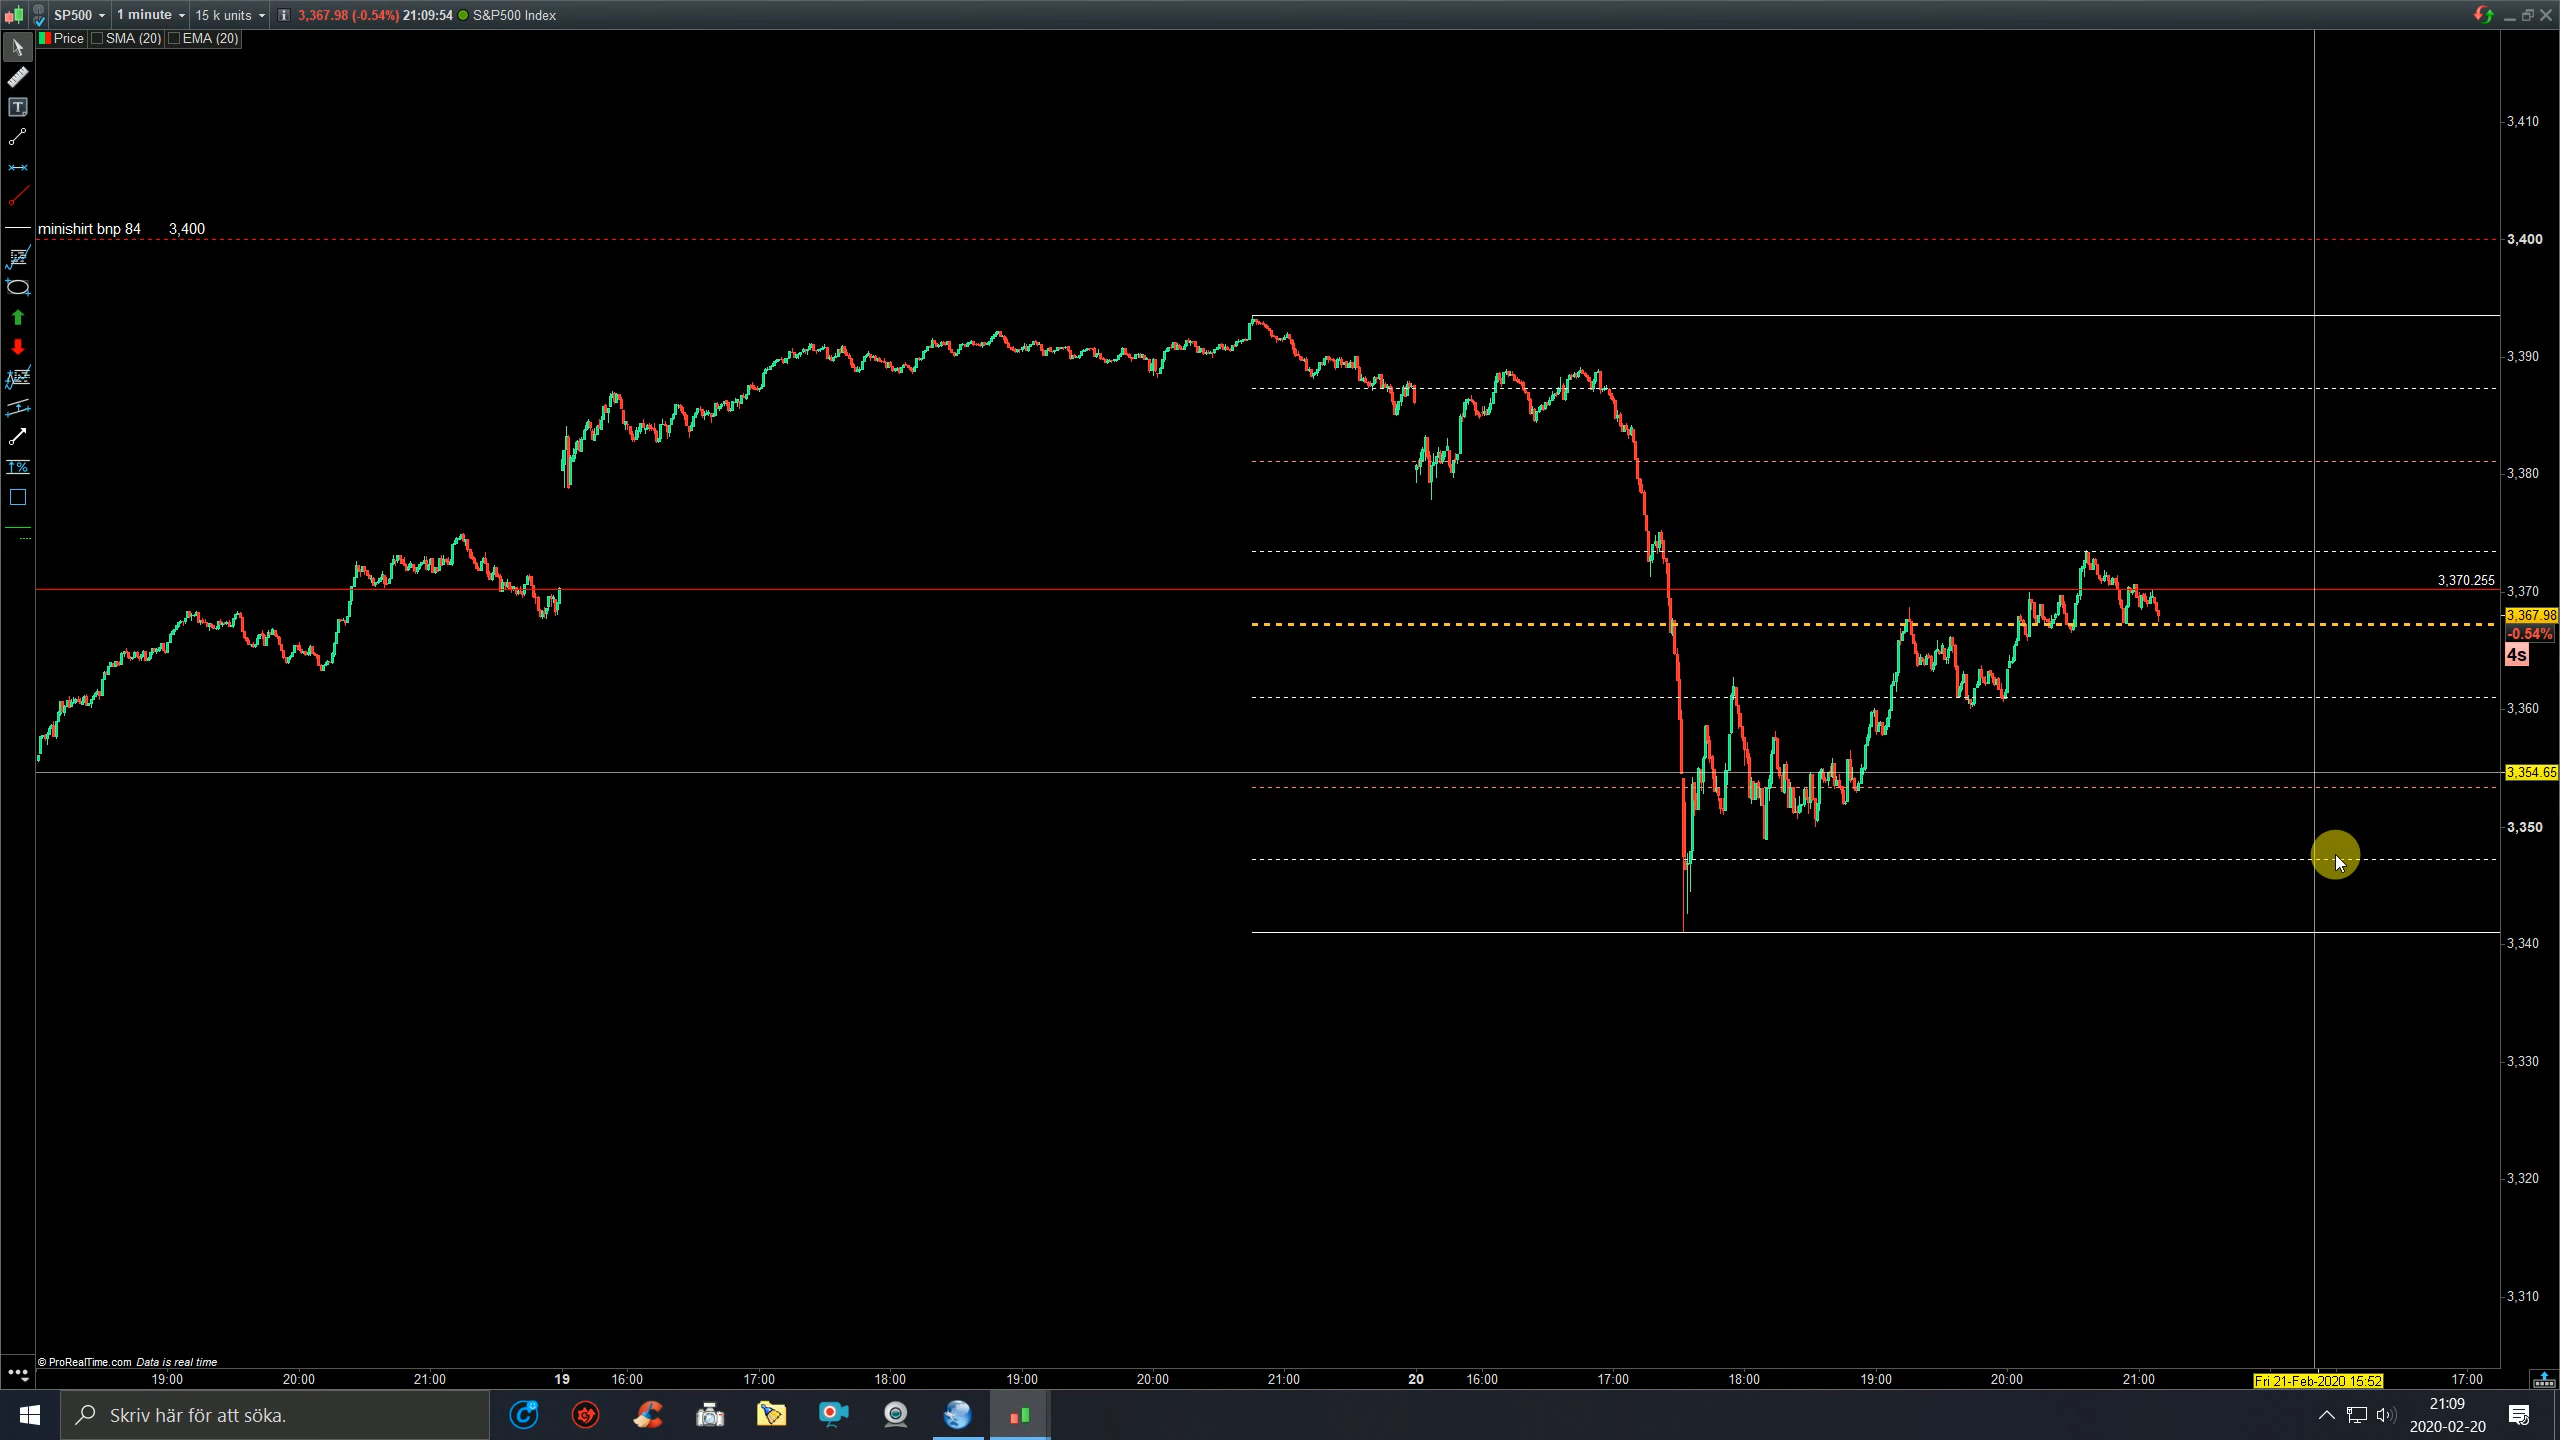 SP500 1 minute 15 k units i 3,367.98 (-0.54%) 21:09:54 S&P500 Index
Price SMA (20) EMA (20)
T
%
minishirt bnp 84 3,400
3,410
3,400
3,390
3,380
3,370.255
3,370
3,367.98
-0.54%
4s
3,360
3,354.65
3,350
3,340
3,330
3,320
3,310
© ProRealTime.com Data is real time
19:00 20:00 21:00 19 16:00 17:00 18:00 19:00 20:00 21:00 20 16:00 17:00 18:00 19:00 20:00 21:00 Fri 21-Feb-2020 15:52 17:00
Skriv här för att söka.
21:09
2020-02-20